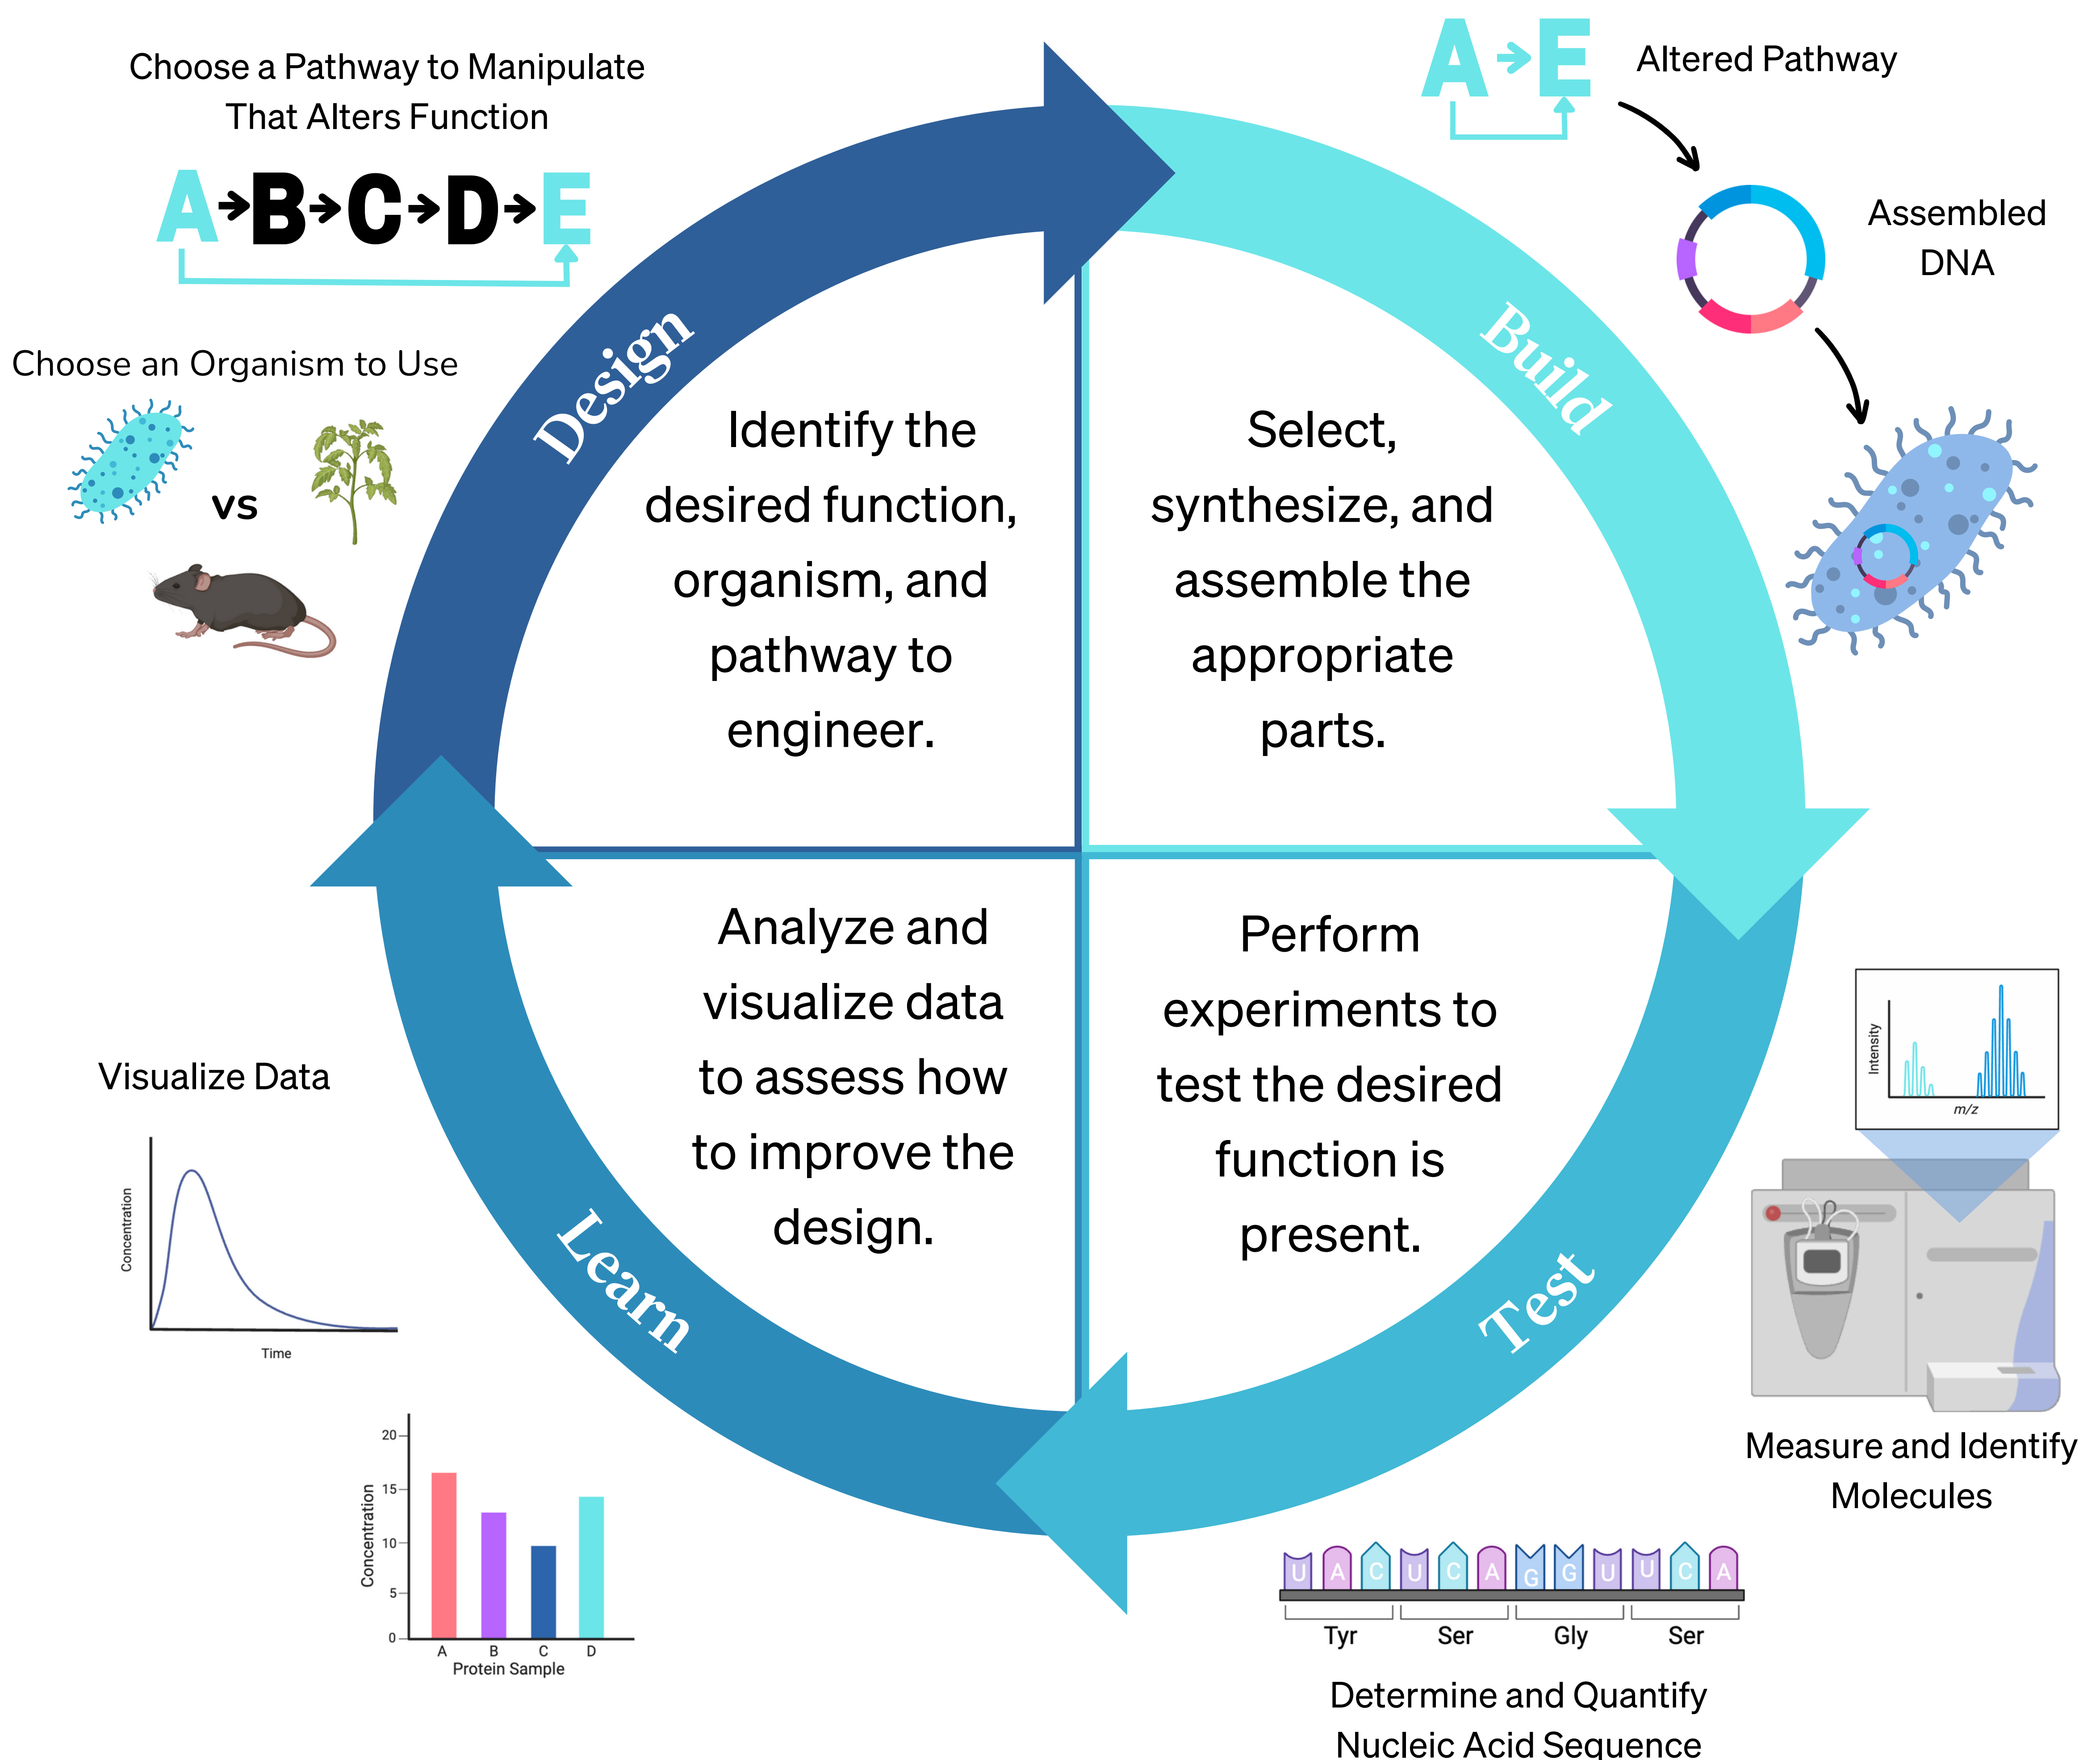 Choose a Pathway to Manipulate
That Alters Function
A→B→C→D→E
Choose an Organism to Use
vs
Design
Identify the
desired function,
organism, and
pathway to
engineer.
A→E
Altered Pathway
Assembled
DNA
Build
Select,
synthesize, and
assemble the
appropriate
parts.
Test
Perform
experiments to
test the desired
function is
present.
Intensity
m/z
Measure and Identify
Molecules
U A C U C A G G U U C A
Tyr Ser Gly Ser
Determine and Quantify
Nucleic Acid Sequence
Learn
Analyze and
visualize data
to assess how
to improve the
design.
Visualize Data
Concentration
Time
Concentration
20
15
10
5
0
A B C D
Protein Sample